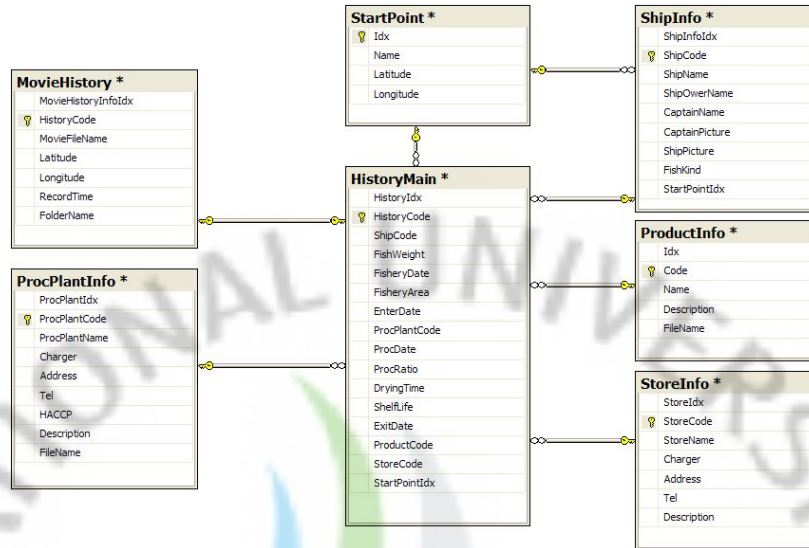 StartPoint *
Idx
Name
Latitude
Longitude
ShipInfo *
ShipInfoIdx
ShipCode
ShipName
ShipOwerName
CaptainName
CaptainPicture
ShipPicture
FishKind
StartPointIdx
MovieHistory *
MovieHistoryInfoIdx
HistoryCode
MovieFileName
Latitude
Longitude
RecordTime
FolderName
HistoryMain *
HistoryIdx
HistoryCode
ShipCode
FishWeight
FisheryDate
FisheryArea
EnterDate
ProcPlantCode
ProcDate
ProcRatio
DryingTime
ShelfLife
ExitDate
ProductCode
StoreCode
StartPointIdx
ProductInfo *
Idx
Code
Name
Description
FileName
ProcPlantInfo *
ProcPlantIdx
ProcPlantCode
ProcPlantName
Charger
Address
Tel
HACCP
Description
FileName
StoreInfo *
StoreIdx
StoreCode
StoreName
Charger
Address
Tel
Description